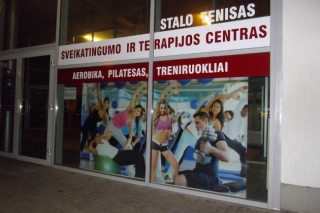 STALO TENISAS
SVEIKATINGUMO IR TERAPIJOS CENTRAS
AEROBIKA, PILATESAS, TRENIRUOKLIAI